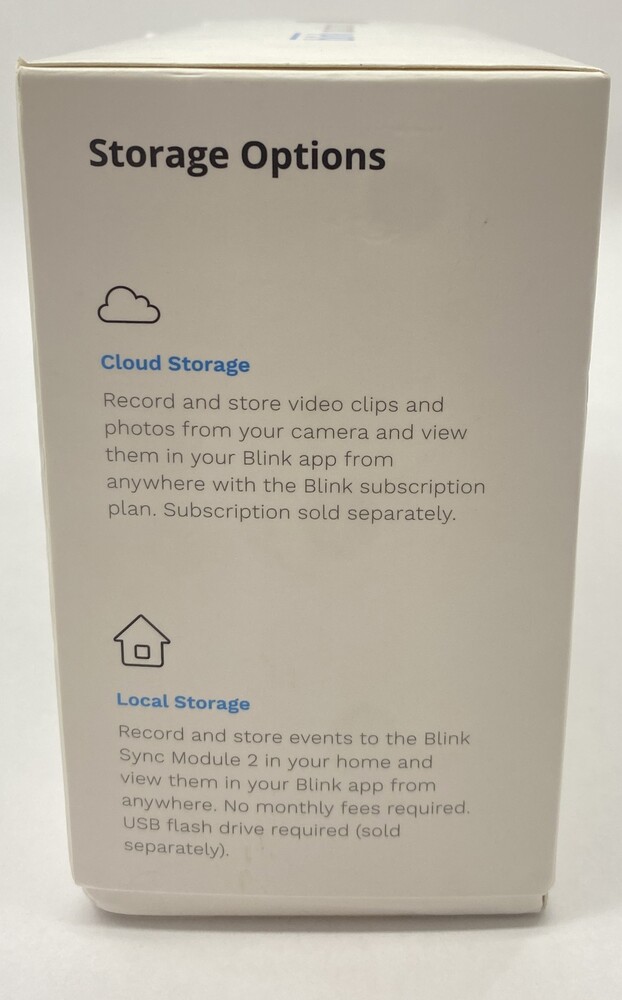 Storage Options
Cloud Storage
Record and store video clips and
photos from your camera and view
them in your Blink app from
anywhere with the Blink subscription
plan. Subscription sold separately.
Local Storage
Record and store events to the Blink
Sync Module 2 in your home and
view them in your Blink app from
anywhere. No monthly fees required.
USB flash drive required (sold
separately).